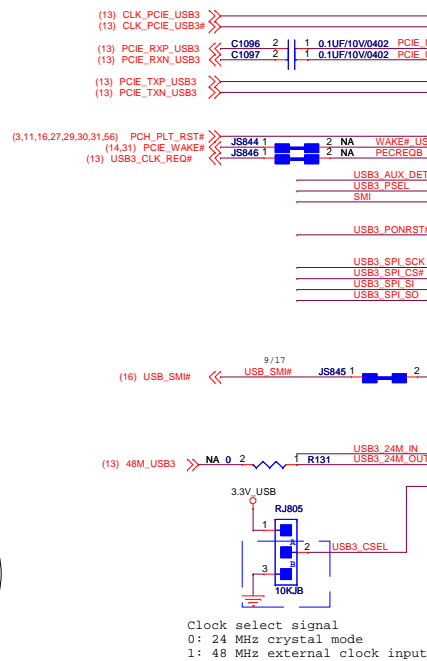 (13) CLK_PCIE_USB3
(13) CLK_PCIE_USB3#
(13) PCIE_RXP_USB3 C1096 2 1 0.1UF/10V/0402 PCIE_U
(13) PCIE_RXN_USB3 C1097 2 1 0.1UF/10V/0402 PCIE_U
(13) PCIE_TXP_USB3
(13) PCIE_TXN_USB3
(3,11,16,27,29,30,31,56) PCH_PLT_RST#
(14,31) PCIE_WAKE# JS844 1 2 NA WAKE#_US
(13) USB3_CLK_REQ# JS846 1 2 NA PECREQB
USB3_AUX_DET
USB3_PSEL
SMI
USB3_PONRST#
USB3_SPI_SCK
USB3_SPI_CS#
USB3_SPI_SI
USB3_SPI_SO
9/17
(16) USB_SMI# USB_SMI# JS845 1 2
USB3_24M_IN
(13) 48M_USB3 NA 0 2 1 R131 USB3_24M_OUT
3.3V_USB
RJ805
1
A
2 USB3_CSEL
B
3
10KJB
Clock select signal
0: 24 MHz crystal mode
1: 48 MHz external clock input